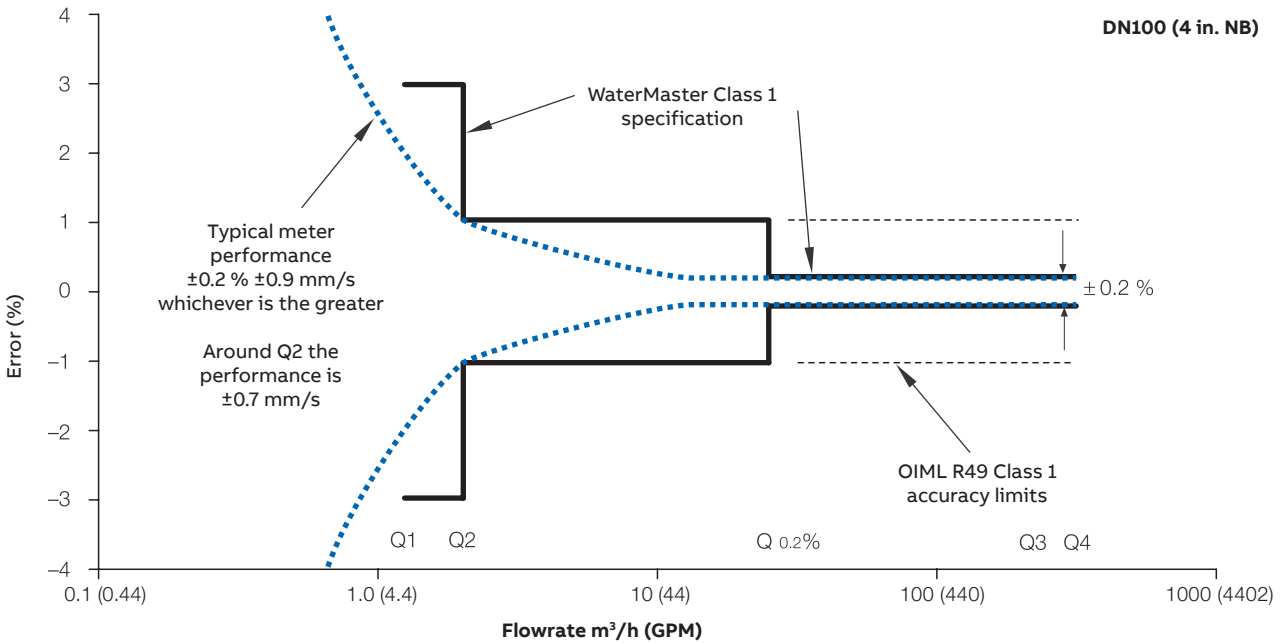 DN100 (4 in. NB)
4
3
2
1
0
–1
–2
–3
–4
Error (%)
WaterMaster Class 1
specification
Typical meter
performance
±0.2 % ±0.9 mm/s
whichever is the greater
Around Q2 the
performance is
±0.7 mm/s
±0.2 %
OIML R49 Class 1
accuracy limits
Q1
Q2
Q 0.2%
Q3
Q4
0.1 (0.44)
1.0 (4.4)
10 (44)
100 (440)
1000 (4402)
Flowrate m³/h (GPM)